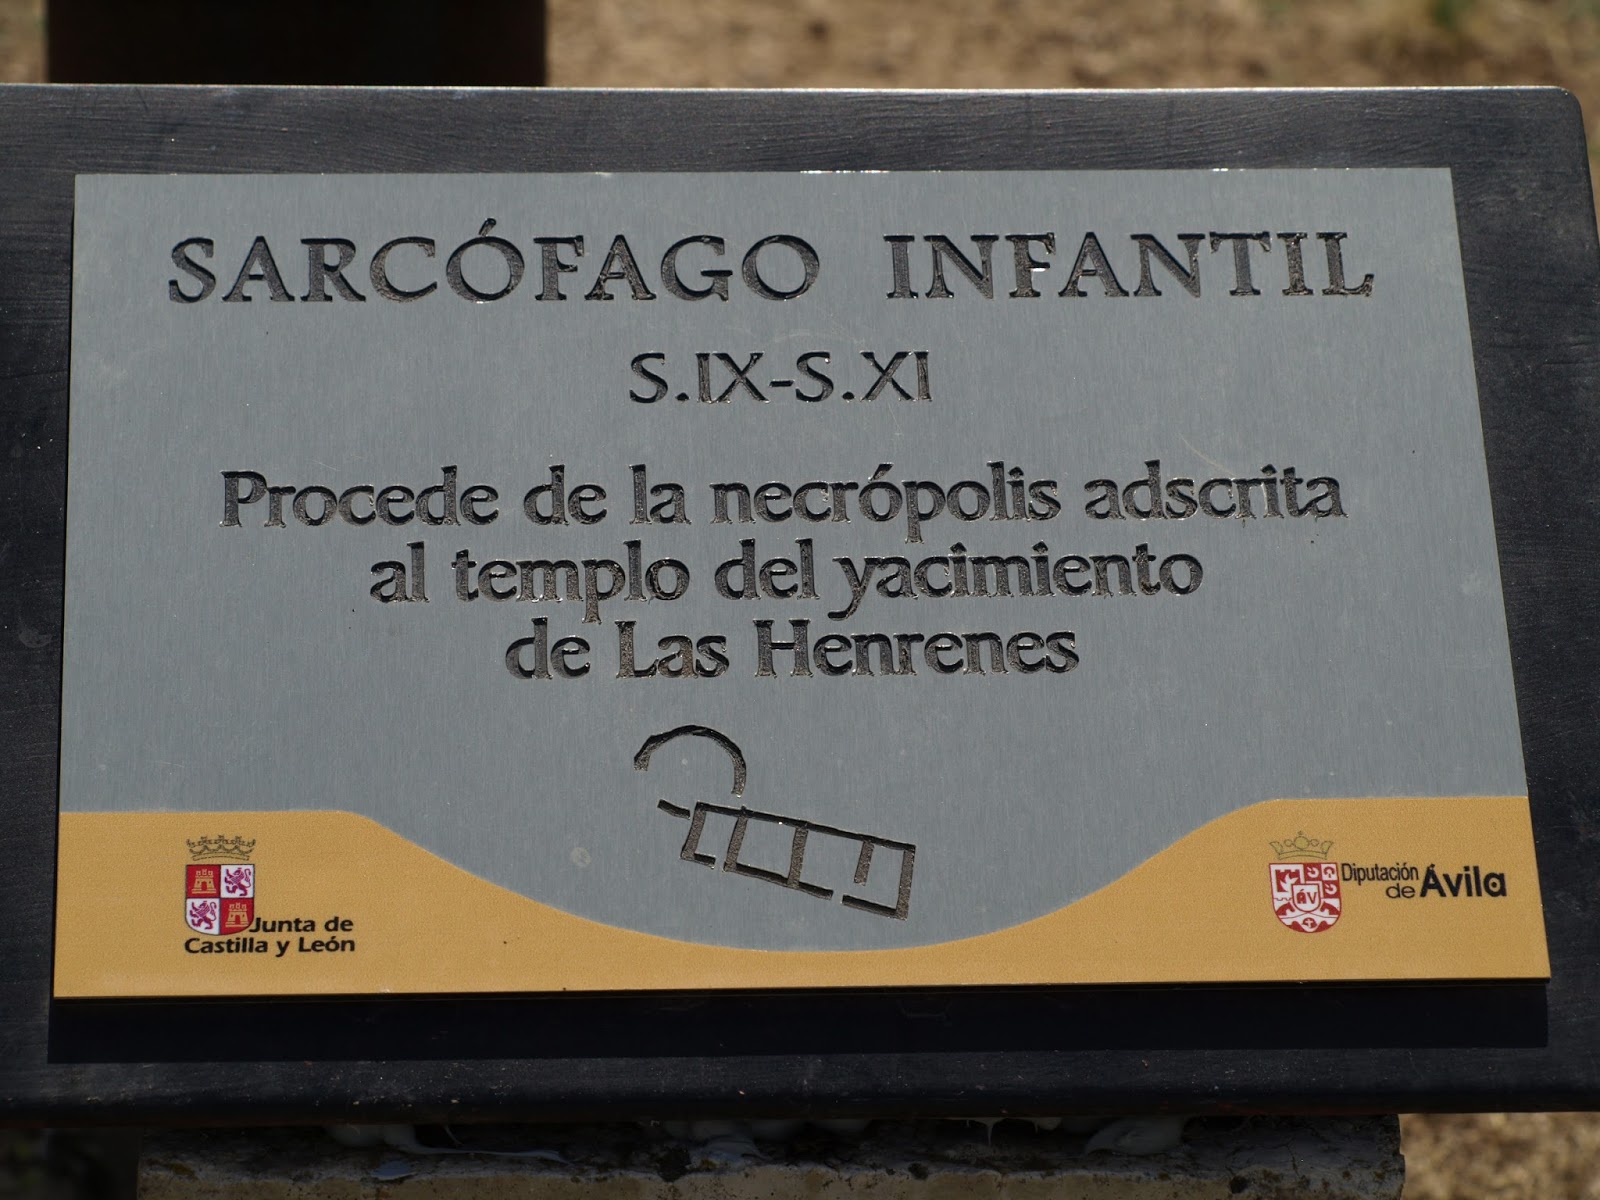 SARCÓFAGO INFANTIL
S.IX-S.XI
Procede de la necrópolis adscrita
al templo del yacimiento
de Las Henrenes
Junta de
Castilla y León
Diputación
de Ávila
AV